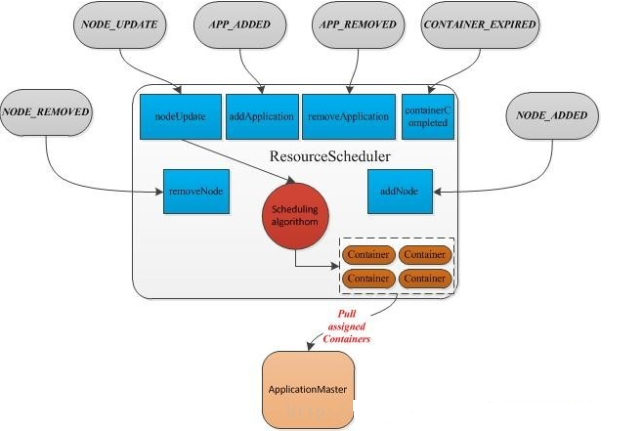 NODE_UPDATE
APP_ADDED
APP_REMOVED
CONTAINER_EXPIRED
NODE_REMOVED
NODE_ADDED
nodeUpdate
addApplication
removeApplication
containerC
ompleted
ResourceScheduler
removeNode
addNode
Scheduling
algorithom
Container
Container
Container
Container
Pull
assigned
Containers
ApplicationMaster